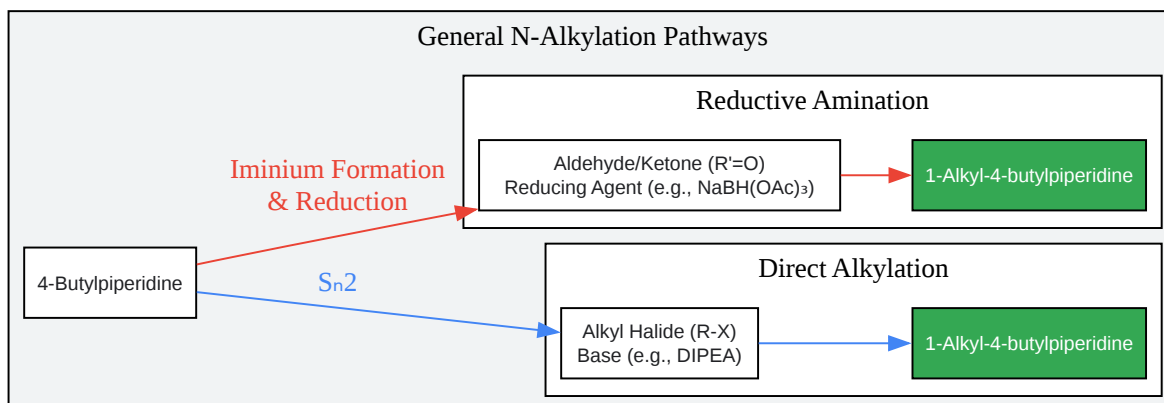 General N-Alkylation Pathways
Reductive Amination
Iminium Formation
& Reduction
Aldehyde/Ketone (R'=O)
Reducing Agent (e.g., NaBH(OAc)₃)
1-Alkyl-4-butylpiperidine
4-Butylpiperidine
Sₙ2
Direct Alkylation
Alkyl Halide (R-X)
Base (e.g., DIPEA)
1-Alkyl-4-butylpiperidine